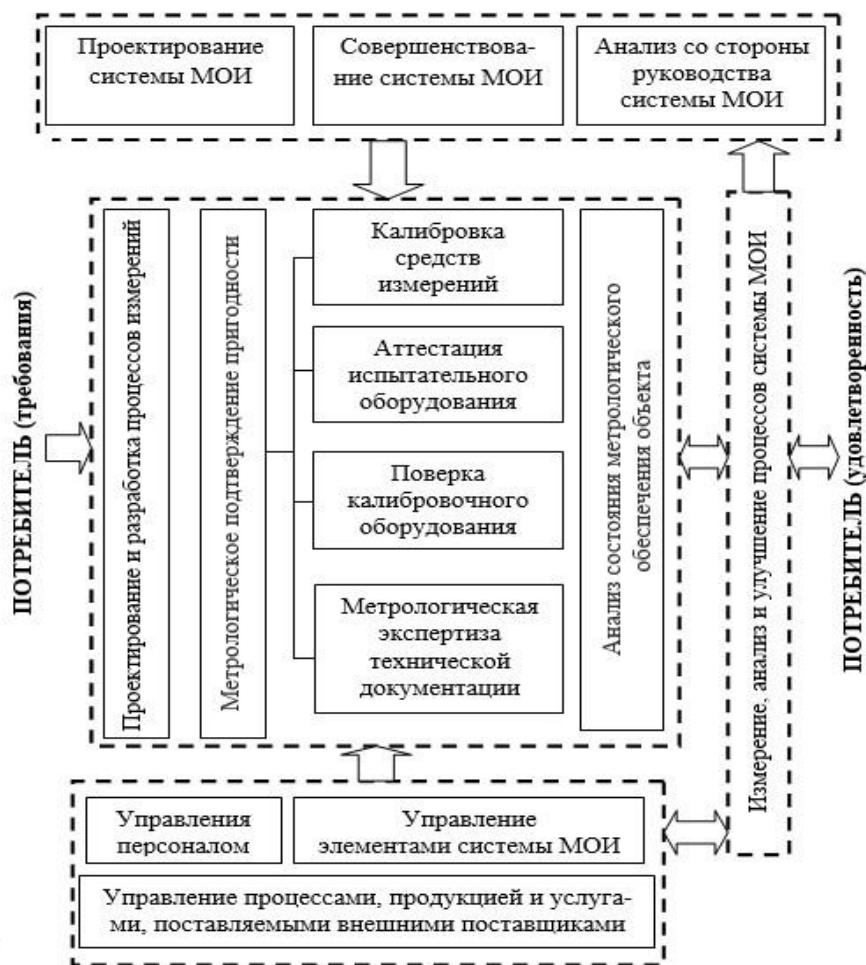 Проектирование
системы МОИ
Совершенствова-
ние системы МОИ
Анализ со стороны
руководства
системы МОИ
ПОТРЕБИТЕЛЬ (требования)
Проектирование и разработка процессов измерений
Метрологическое подтверждение пригодности
Калибровка
средств
измерений
Аттестация
испытательного
оборудования
Поверка
калибровочного
оборудования
Метрологическая
экспертиза
технической
документации
Анализ состояния метрологического
обеспечения объекта
Измерение, анализ и улучшение процессов системы МОИ
ПОТРЕБИТЕЛЬ (удовлетворенность)
Управления
персоналом
Управление
элементами системы МОИ
Управление процессами, продукцией и услуга-
ми, поставляемыми внешними поставщиками